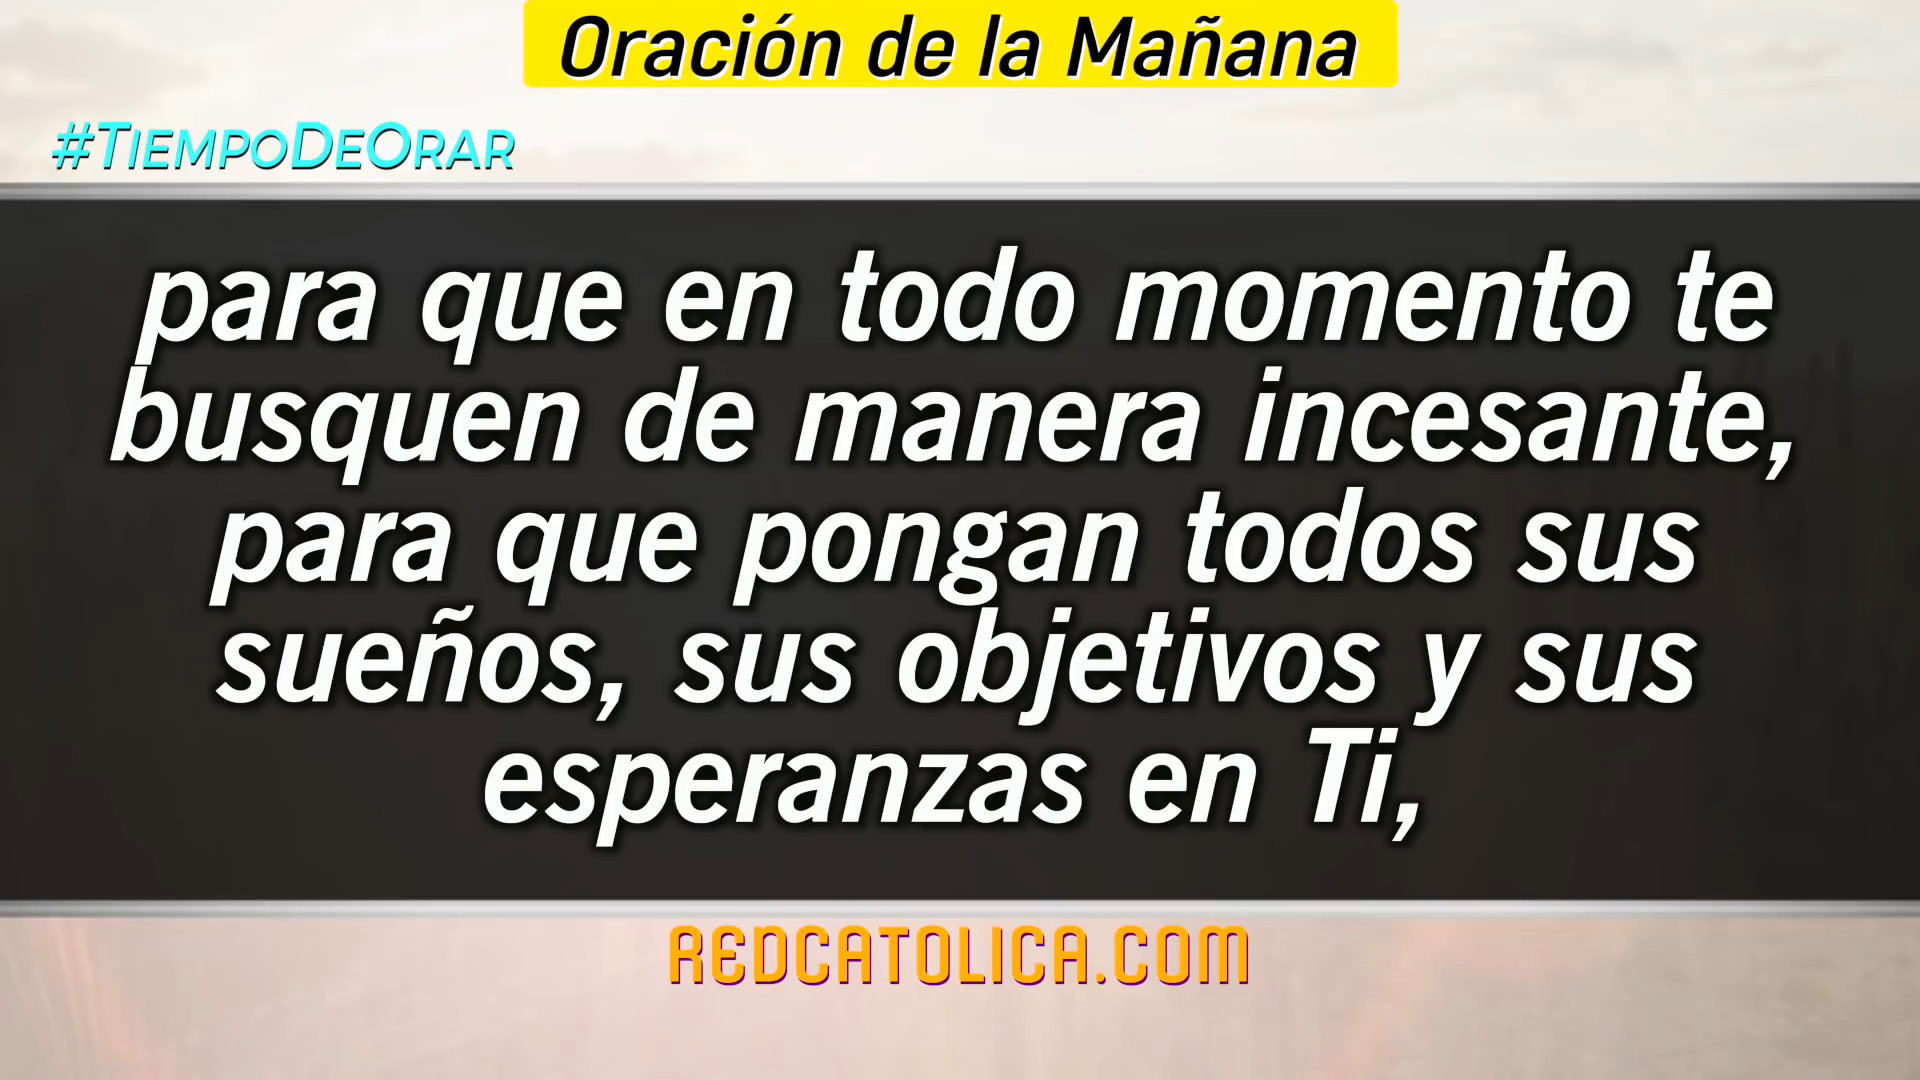 Oración de la Mañana
#TiempoDeOrar
para que en todo momento te
busquen de manera incesante,
para que pongan todos sus
sueños, sus objetivos y sus
esperanzas en Ti,
REDCATOLICA.COM